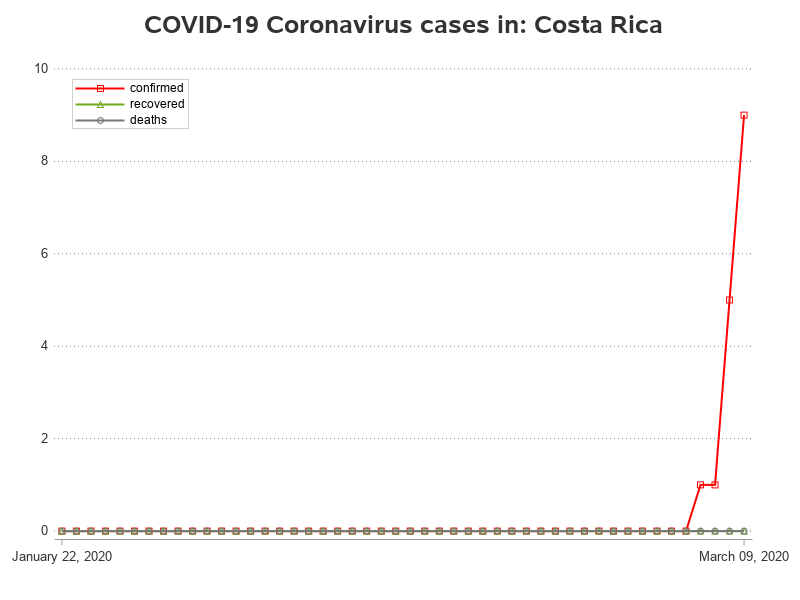 COVID-19 Coronavirus cases in: Costa Rica
10
confirmed
recovered
deaths
8
6
4
2
0
January 22, 2020
March 09, 2020